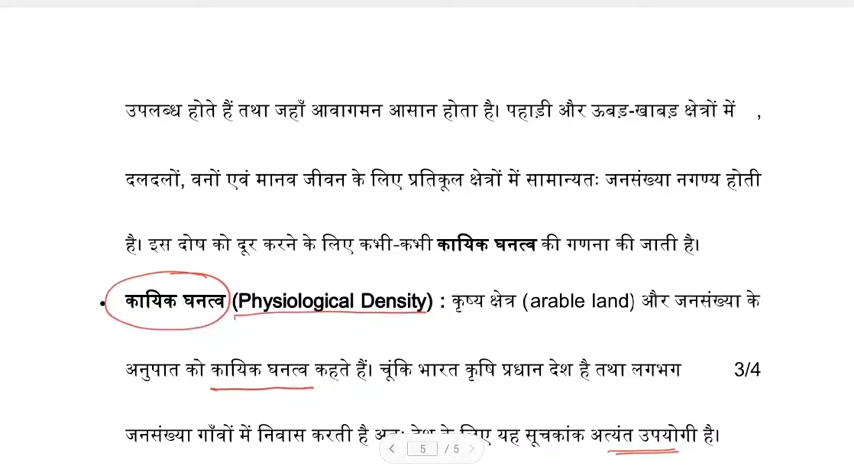 उपलब्ध होते हैं तथा जहाँ आवागमन आसान होता है। पहाड़ी और ऊबड़-खाबड़ क्षेत्रों में ,
दलदलों, वनों एवं मानव जीवन के लिए प्रतिकूल क्षेत्रों में सामान्यतः जनसंख्या नगण्य होती
है। इस दोष को दूर करने के लिए कभी-कभी कायिक घनत्व की गणना की जाती है।
• कायिक घनत्व (Physiological Density) : कृष्य क्षेत्र (arable land) और जनसंख्या के
अनुपात को कायिक घनत्व कहते हैं। चूंकि भारत कृषि प्रधान देश है तथा लगभग 3/4
जनसंख्या गाँवों में निवास करती है अतः देश के लिए यह सूचकांक अत्यंत उपयोगी है।
< 5 / 5 >